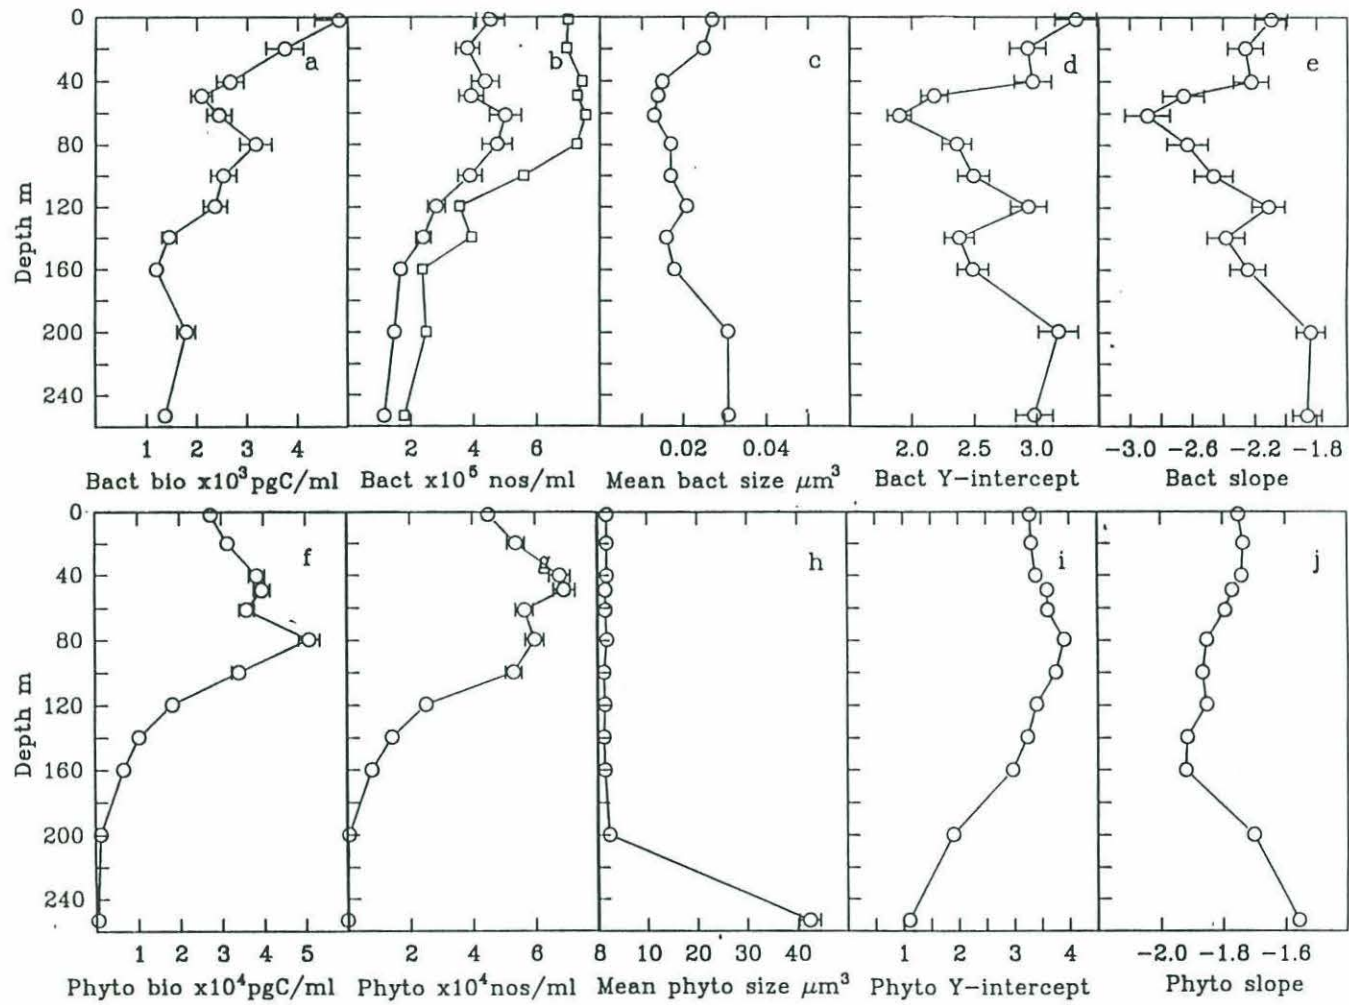 0
40
80
120
160
200
240
Depth m
a
b
c
d
e
1 2 3 4
2 4 6
0.02 0.04
2.0 3.0
-3.0 -2.6 -2.2 -1.8
Bact bio x10³pgC/ml
Bact x10⁵ nos/ml
Mean bact size μm³
Bact Y-intercept
Bact slope
0
40
80
120
160
200
240
Depth m
f
g
h
i
j
1 2 3 4 5
2 4 6 8
10 20 30 40
1 2 3 4
-2.0 -1.8 -1.6
Phyto bio x10⁴pgC/ml
Phyto x10⁴nos/ml
Mean phyto size μm³
Phyto Y-intercept
Phyto slope